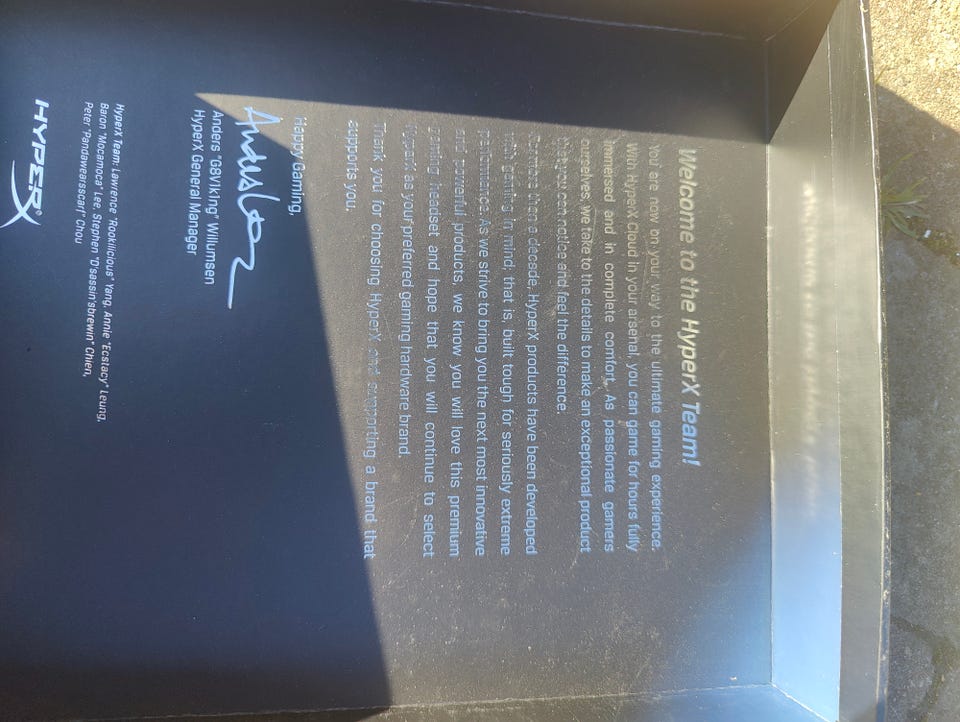 Welcome to the HyperX Team!
You are now on your way to the ultimate gaming experience.
With HyperX Cloud in your arsenal, you can game for hours fully
immersed and in complete comfort. As passionate gamers
ourselves, we take to the details to make an exceptional product
that you can notice and feel the difference.
For more than a decade, HyperX products have been developed
with gaming in mind; that is, built tough for seriously extreme
performance. As we strive to bring you the next most innovative
and powerful products, we know you will love this premium
gaming headset and hope that you will continue to select
HyperX as your preferred gaming hardware brand.
Thank you for choosing HyperX and supporting a brand that
supports you.
Happy Gaming,
Anders "G8Viking" Willumsen
HyperX General Manager
HyperX Team: Lawrence "Rookilicious" Yang, Annie "Ecstacy" Leung,
Baron "Mocamoca" Lee, Stephen "D'sassin'sbrewin" Chien,
Peter "Pandawearsscarf" Chou
HYPERX®